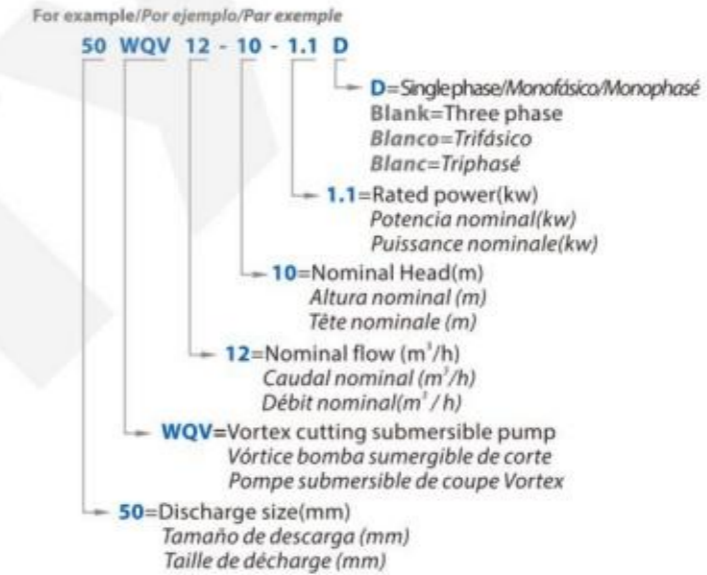 For example/Por ejemplo/Par exemple
50 WQV 12 - 10 - 1.1 D
D=Singlephase/Monofásico/Monophasé
Blank=Three phase
Blanco=Trifásico
Blanc=Triphasé
1.1=Rated power(kw)
Potencia nominal(kw)
Puissance nominale(kw)
10=Nominal Head(m)
Altura nominal (m)
Tête nominale (m)
12=Nominal flow (m³/h)
Caudal nominal (m³/h)
Débit nominal(m³/h)
WQV=Vortex cutting submersible pump
Vórtice bomba sumergible de corte
Pompe submersible de coupe Vortex
50=Discharge size(mm)
Tamaño de descarga (mm)
Taille de décharge (mm)